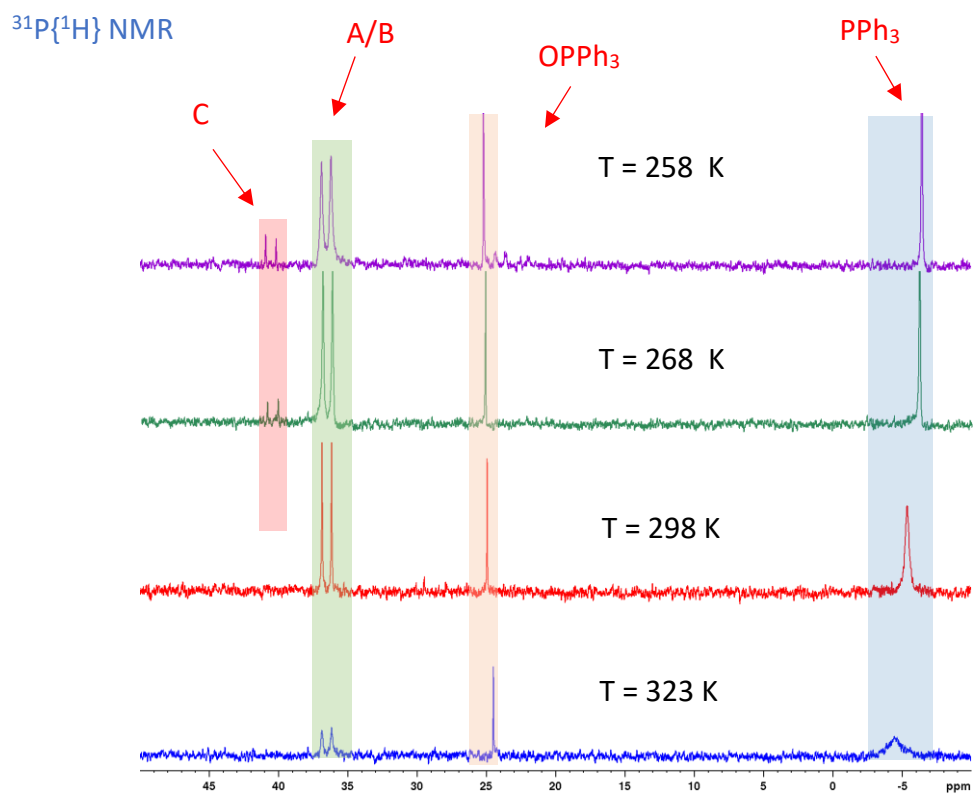 ³¹P{¹H} NMR
A/B
PPh₃
OPPh₃
C
T = 258 K
T = 268 K
T = 298 K
T = 323 K
45 40 35 30 25 20 15 10 5 0 -5 ppm